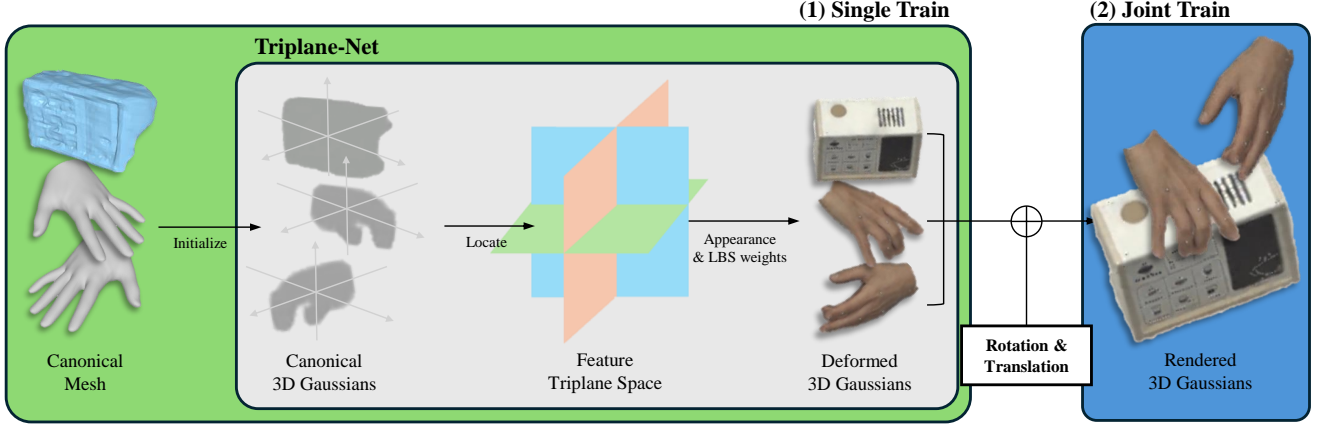 (1) Single Train
(2) Joint Train
Triplane-Net
Initialize
Locate
Appearance
& LBS weights
Rotation &
Translation
Canonical
Mesh
Canonical
3D Gaussians
Feature
Triplane Space
Deformed
3D Gaussians
Rendered
3D Gaussians